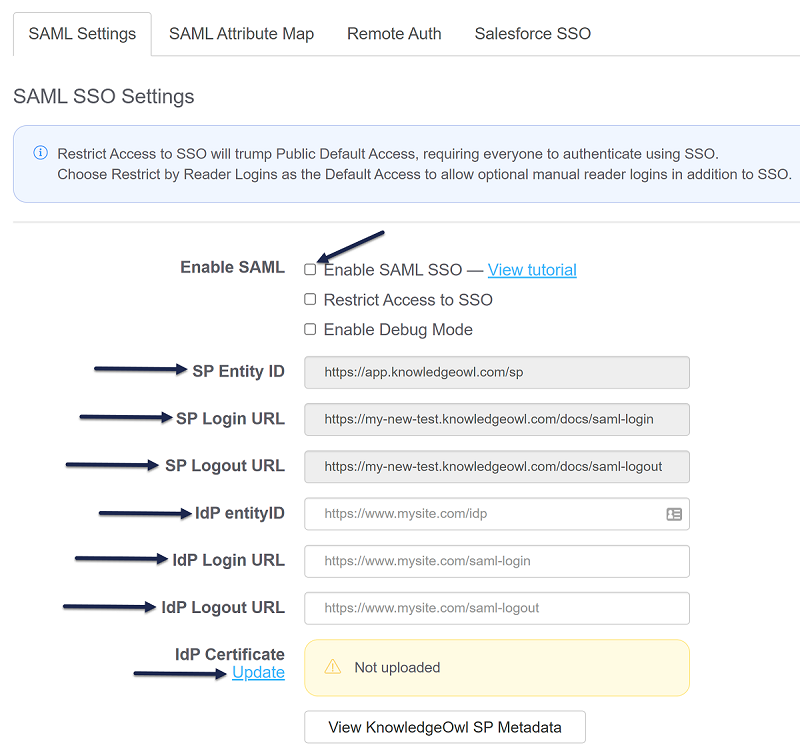 SAML Settings SAML Attribute Map Remote Auth Salesforce SSO
SAML SSO Settings
Restrict Access to SSO will trump Public Default Access, requiring everyone to authenticate using SSO.
Choose Restrict by Reader Logins as the Default Access to allow optional manual reader logins in addition to SSO.
Enable SAML Enable SAML SSO — View tutorial
Restrict Access to SSO
Enable Debug Mode
SP Entity ID https://app.knowledgeowl.com/sp
SP Login URL https://my-new-test.knowledgeowl.com/docs/saml-login
SP Logout URL https://my-new-test.knowledgeowl.com/docs/saml-logout
IdP entityID https://www.mysite.com/idp
IdP Login URL https://www.mysite.com/saml-login
IdP Logout URL https://www.mysite.com/saml-logout
IdP Certificate
Update Not uploaded
View KnowledgeOwl SP Metadata